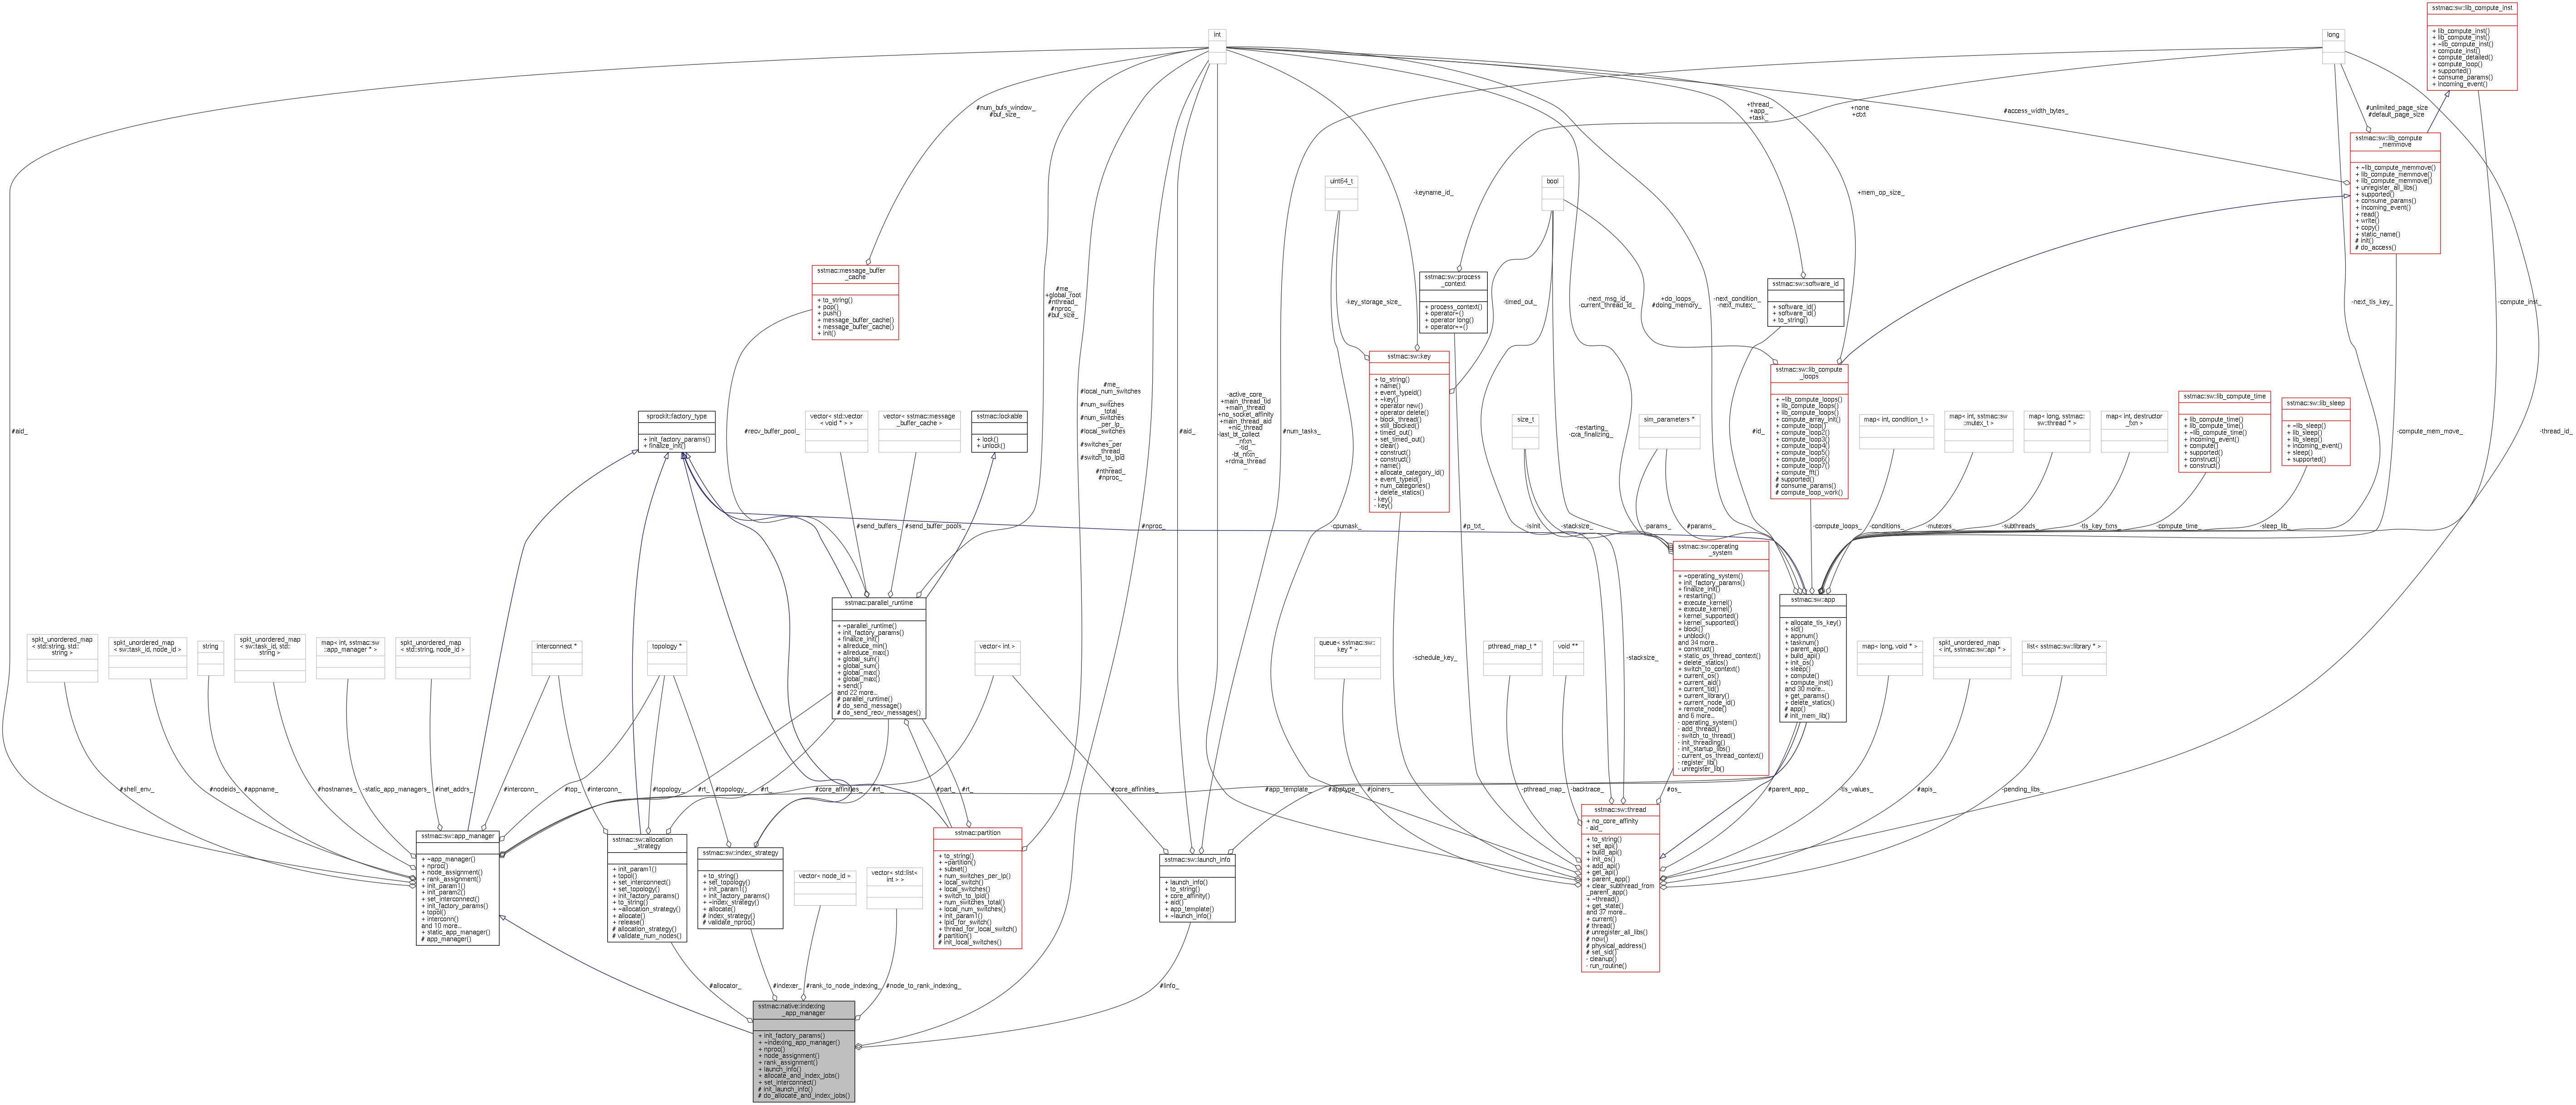 int
long
sstmac::sw::lib_compute_inst
+ lib_compute_inst()
+ lib_compute_inst()
+ ~lib_compute_inst()
+ compute_inst()
+ compute_detailed()
+ compute_loop()
+ supported()
+ consume_params()
+ incoming_event()
#num_bufs_window_
#buf_size_
+thread_
+app_
+task_
+none
+ctxt
#access_width_bytes_
#unlimited_page_size
#default_page_size
sstmac::sw::lib_compute
_memmove
+ ~lib_compute_memmove()
+ lib_compute_memmove()
+ lib_compute_memmove()
+ unregister_all_libs()
+ supported()
+ consume_params()
+ incoming_event()
+ read()
+ write()
+ copy()
+ static_name()
# init()
# do_access()
uint64_t
bool
-keyname_id_
+mem_op_size_
sstmac::message_buffer
_cache
+ to_string()
+ pop()
+ push()
+ message_buffer_cache()
+ message_buffer_cache()
+ init()
#me_
+global_root
#nthread_
#nproc_
#buf_size_
-key_storage_size_
sstmac::sw::process
_context
+ process_context()
+ operator=()
+ operator long()
+ operator==()
-timed_out_
-next_msg_id_
-current_thread_id_
+do_loops_
#doing_memory_
-next_condition_
-next_mutex_
sstmac::sw::software_id
+ software_id()
+ software_id()
+ to_string()
-next_tls_key_
-compute_inst_
sstmac::sw::key
+ to_string()
+ name()
+ event_typeid()
+ ~key()
+ operator new()
+ operator delete()
+ block_thread()
+ still_blocked()
+ timed_out()
+ set_timed_out()
+ clear()
+ construct()
+ construct()
+ name()
+ allocate_category_id()
+ event_typeid()
+ num_categories()
+ delete_statics()
- key()
- key()
sstmac::sw::lib_compute
_loops
+ ~lib_compute_loops()
+ lib_compute_loops()
+ lib_compute_loops()
+ compute_array_init()
+ compute_loop()
+ compute_loop2()
+ compute_loop3()
+ compute_loop4()
+ compute_loop5()
+ compute_loop6()
+ compute_loop7()
+ compute_fft()
# supported()
# consume_params()
# compute_loop_work()
#aid_
sprockit::factory_type
+ init_factory_params()
+ finalize_init()
#recv_buffer_pool_
vector< std::vector
< void * > >
vector< sstmac::message
_buffer_cache >
sstmac::lockable
+ lock()
+ unlock()
#me_
#local_num_switches
_
#num_switches
_total_
#num_switches
_per_lp_
#local_switches
_
#switches_per
_thread_
#switch_to_lpid
_
#nthread_
#nproc_
#aid_
-active_core_
+main_thread_tid
+main_thread
+no_socket_affinity
+main_thread_aid
+nic_thread
-last_bt_collect
_nfxn_
-tid_
-bt_nfxn_
+rdma_thread
_
#num_tasks_
size_t
-restarting_
-cxa_finalizing_
sim_parameters *
#id_
map< int, condition_t >
map< int, sstmac::sw
::mutex_t >
map< long, sstmac::
sw::thread * >
map< int, destructor
_fxn >
sstmac::sw::lib_compute_time
+ lib_compute_time()
+ lib_compute_time()
+ ~lib_compute_time()
+ incoming_event()
+ compute()
+ supported()
+ construct()
+ construct()
sstmac::sw::lib_sleep
+ ~lib_sleep()
+ lib_sleep()
+ lib_sleep()
+ incoming_event()
+ sleep()
+ supported()
-compute_mem_move_
-thread_id_
#send_buffers_
#send_buffer_pools_
#nproc_
-cpumask_
#p_txt_
-isInit
-stacksize_
-params_
#params_
-compute_loops_
-conditions_
-mutexes_
-subthreads_
-tls_key_fxns_
-compute_time_
-sleep_lib_
sstmac::sw::operating
_system
+ ~operating_system()
+ init_factory_params()
+ finalize_init()
+ restarting()
+ execute_kernel()
+ execute_kernel()
+ kernel_supported()
+ kernel_supported()
+ block()
+ unblock()
and 34 more...
+ construct()
+ static_os_thread_context()
+ delete_statics()
+ switch_to_context()
+ current_os()
+ current_aid()
+ current_tid()
+ current_library()
+ current_node_id()
+ remote_node()
and 6 more...
- operating_system()
- add_thread()
- switch_to_thread()
- init_threading()
- init_startup_libs()
- current_os_thread_context()
- register_lib()
- unregister_lib()
sstmac::sw::app
+ allocate_tls_key()
+ sid()
+ appnum()
+ tasknum()
+ parent_app()
+ build_api()
+ init_os()
+ sleep()
+ compute()
+ compute_inst()
and 30 more...
+ get_params()
+ delete_statics()
# app()
# init_mem_lib()
sstmac::parallel_runtime
+ ~parallel_runtime()
+ init_factory_params()
+ finalize_init()
+ allreduce_min()
+ allreduce_max()
+ global_sum()
+ global_sum()
+ global_max()
+ global_max()
+ send()
and 22 more...
# parallel_runtime()
# do_send_message()
# do_send_recv_messages()
spkt_unordered_map
< std::string, std::
string >
spkt_unordered_map
< sw::task_id, node_id >
string
spkt_unordered_map
< sw::task_id, std::
string >
map< int, sstmac::sw
::app_manager * >
spkt_unordered_map
< std::string, node_id >
interconnect *
topology *
vector< int >
queue< sstmac::sw::
key * >
pthread_map_t *
void **
map< long, void * >
spkt_unordered_map
< int, sstmac::sw::api * >
list< sstmac::sw::library * >
-schedule_key_
-stacksize_
#shell_env_
#nodeids_
#appname_
#hostnames_
-static_app_managers_
#inet_addrs_
#interconn_
#top_
#interconn_
#topology_
#rt_
#topology_
#rt_
#core_affinities_
#rt_
#part_
#rt_
#core_affinities_
#app_template_
#apptype_
#joiners_
-pthread_map_
-backtrace_
#os_
#parent_app_
-tls_values_
#apis_
-pending_libs_
sstmac::sw::app_manager
+ ~app_manager()
+ nproc()
+ node_assignment()
+ rank_assignment()
+ init_param1()
+ init_param2()
+ set_interconnect()
+ init_factory_params()
+ topol()
+ interconn()
and 10 more...
+ static_app_manager()
# app_manager()
sstmac::sw::allocation
_strategy
+ init_param1()
+ topol()
+ set_interconnect()
+ set_topology()
+ init_factory_params()
+ to_string()
+ ~allocation_strategy()
+ allocate()
+ release()
# allocation_strategy()
# validate_num_nodes()
sstmac::sw::index_strategy
+ to_string()
+ set_topology()
+ init_param1()
+ init_factory_params()
+ ~index_strategy()
+ allocate()
# index_strategy()
# validate_nproc()
vector< node_id >
vector< std::list<
int > >
sstmac::partition
+ to_string()
+ ~partition()
+ subset()
+ num_switches_per_lp()
+ local_switch()
+ local_switches()
+ switch_to_lpid()
+ num_switches_total()
+ local_num_switches()
+ init_param1()
+ lpid_for_switch()
+ thread_for_local_switch()
# partition()
# init_local_switches()
sstmac::sw::launch_info
+ launch_info()
+ to_string()
+ core_affinity()
+ aid()
+ app_template()
+ ~launch_info()
sstmac::sw::thread
+ no_core_affinity
- aid_
+ to_string()
+ set_api()
+ build_api()
+ init_os()
+ add_api()
+ get_api()
+ parent_app()
+ clear_subthread_from
_parent_app()
+ ~thread()
+ get_state()
and 37 more...
+ current()
# thread()
# unregister_all_libs()
# now()
# physical_address()
# set_sid()
- cleanup()
- run_routine()
#allocator_
#indexer_
#rank_to_node_indexing_
#node_to_rank_indexing_
#linfo_
sstmac::native::indexing
_app_manager
+ init_factory_params()
+ ~indexing_app_manager()
+ nproc()
+ node_assignment()
+ rank_assignment()
+ launch_info()
+ allocate_and_index_jobs()
+ set_interconnect()
# init_launch_info()
# do_allocate_and_index_jobs()